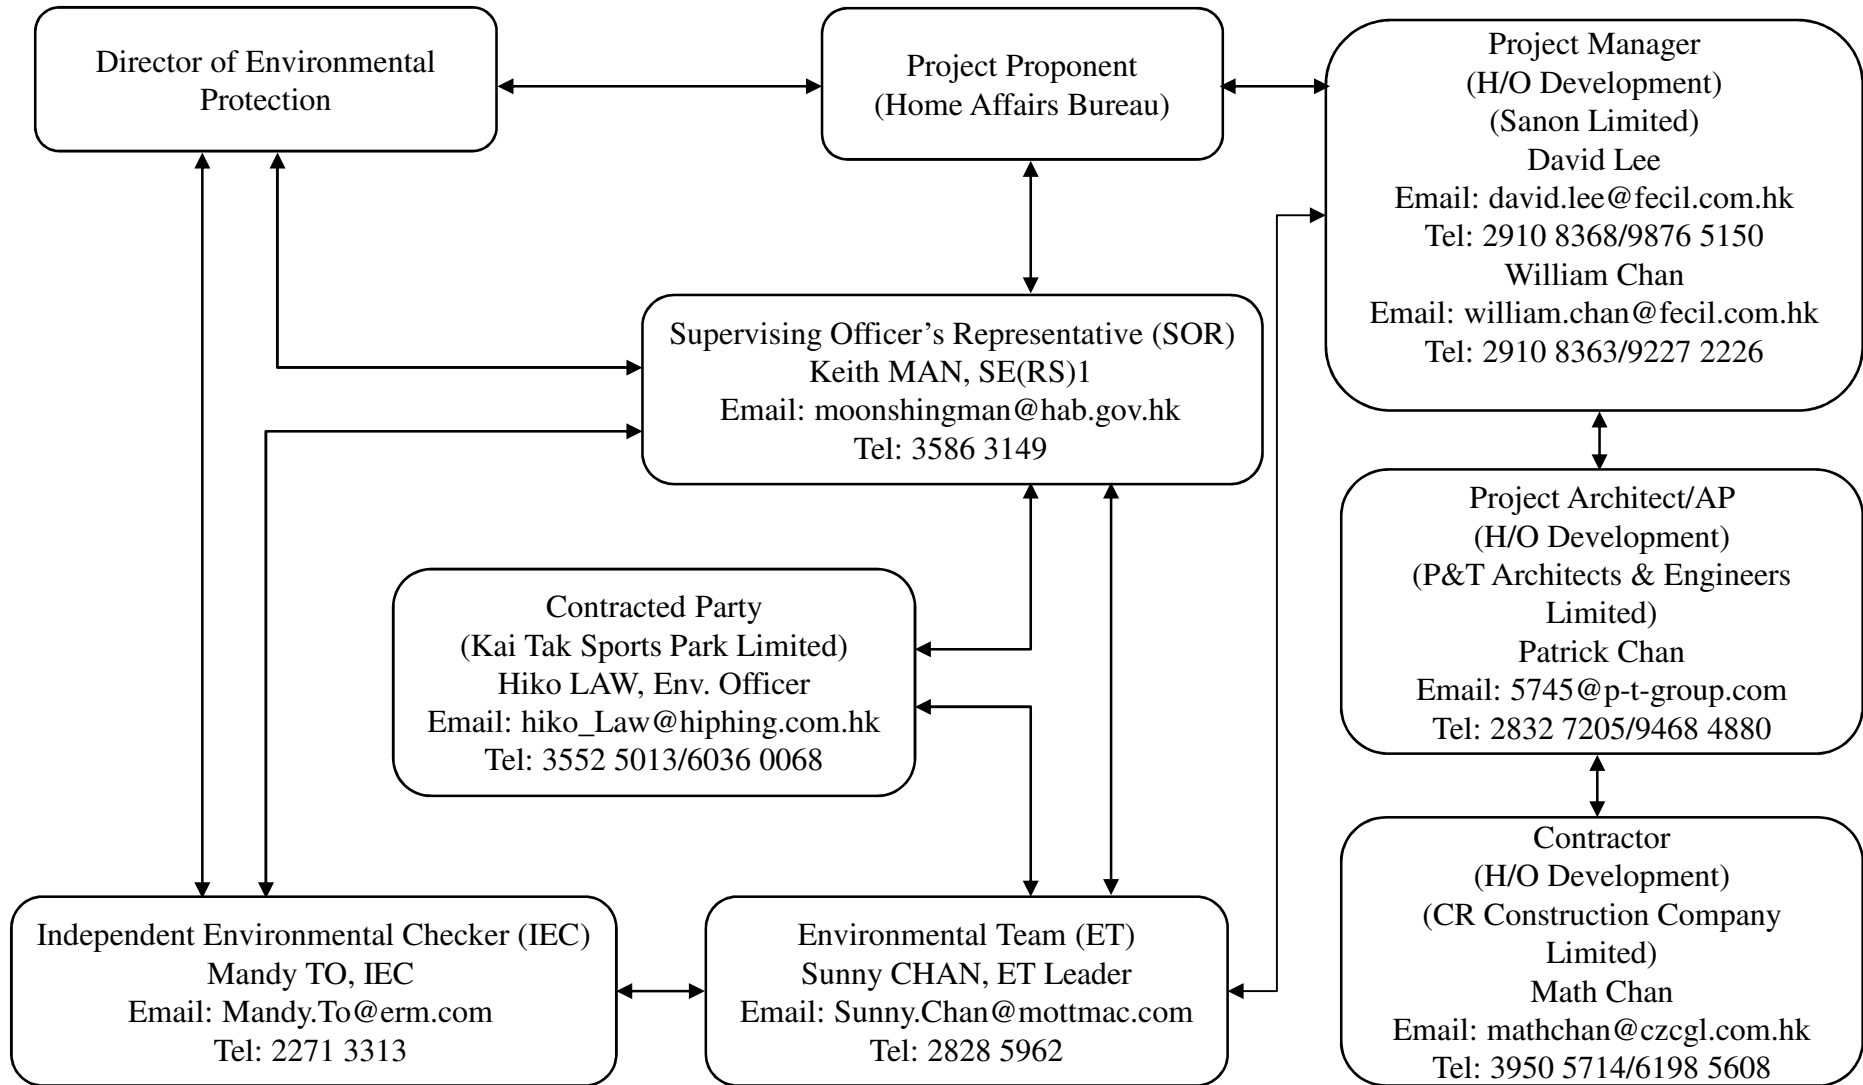 Director of Environmental
Protection
Project Proponent
(Home Affairs Bureau)
Project Manager
(H/O Development)
(Sanon Limited)
David Lee
Email: david.lee@fecil.com.hk
Tel: 2910 8368/9876 5150
William Chan
Email: william.chan@fecil.com.hk
Tel: 2910 8363/9227 2226
Supervising Officer’s Representative (SOR)
Keith MAN, SE(RS)1
Email: moonshingman@hab.gov.hk
Tel: 3586 3149
Project Architect/AP
(H/O Development)
(P&T Architects & Engineers
Limited)
Patrick Chan
Email: 5745@p-t-group.com
Tel: 2832 7205/9468 4880
Contracted Party
(Kai Tak Sports Park Limited)
Hiko LAW, Env. Officer
Email: hiko_Law@hiphing.com.hk
Tel: 3552 5013/6036 0068
Independent Environmental Checker (IEC)
Mandy TO, IEC
Email: Mandy.To@erm.com
Tel: 2271 3313
Environmental Team (ET)
Sunny CHAN, ET Leader
Email: Sunny.Chan@mottmac.com
Tel: 2828 5962
Contractor
(H/O Development)
(CR Construction Company
Limited)
Math Chan
Email: mathchan@czcgl.com.hk
Tel: 3950 5714/6198 5608